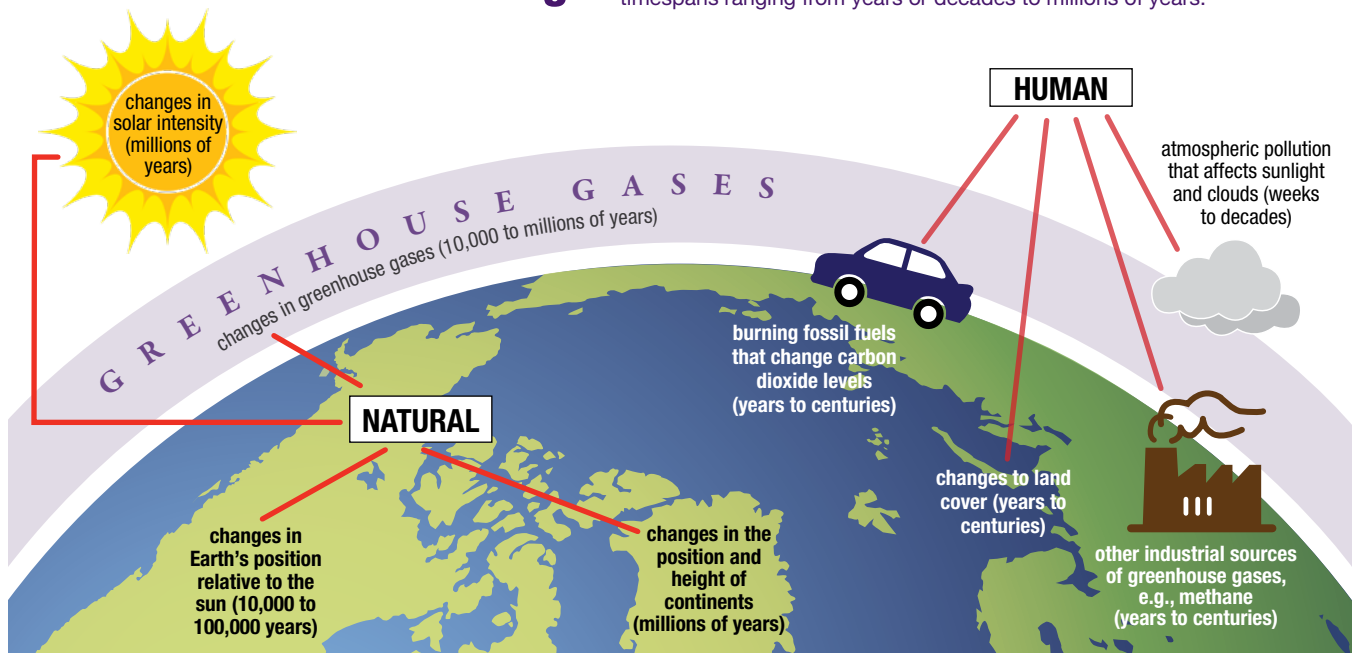 timespans ranging from years or decades to millions of years.
changes in
solar intensity
(millions of
years)
HUMAN
atmospheric pollution
that affects sunlight
and clouds (weeks
to decades)
GREENHOUSE GASES
changes in greenhouse gases (10,000 to millions of years)
burning fossil fuels
that change carbon
dioxide levels
(years to centuries)
NATURAL
changes to land
cover (years to
centuries)
changes in
Earth's position
relative to the
sun (10,000 to
100,000 years)
changes in the
position and
height of
continents
(millions of years)
other industrial sources
of greenhouse gases,
e.g., methane
(years to centuries)